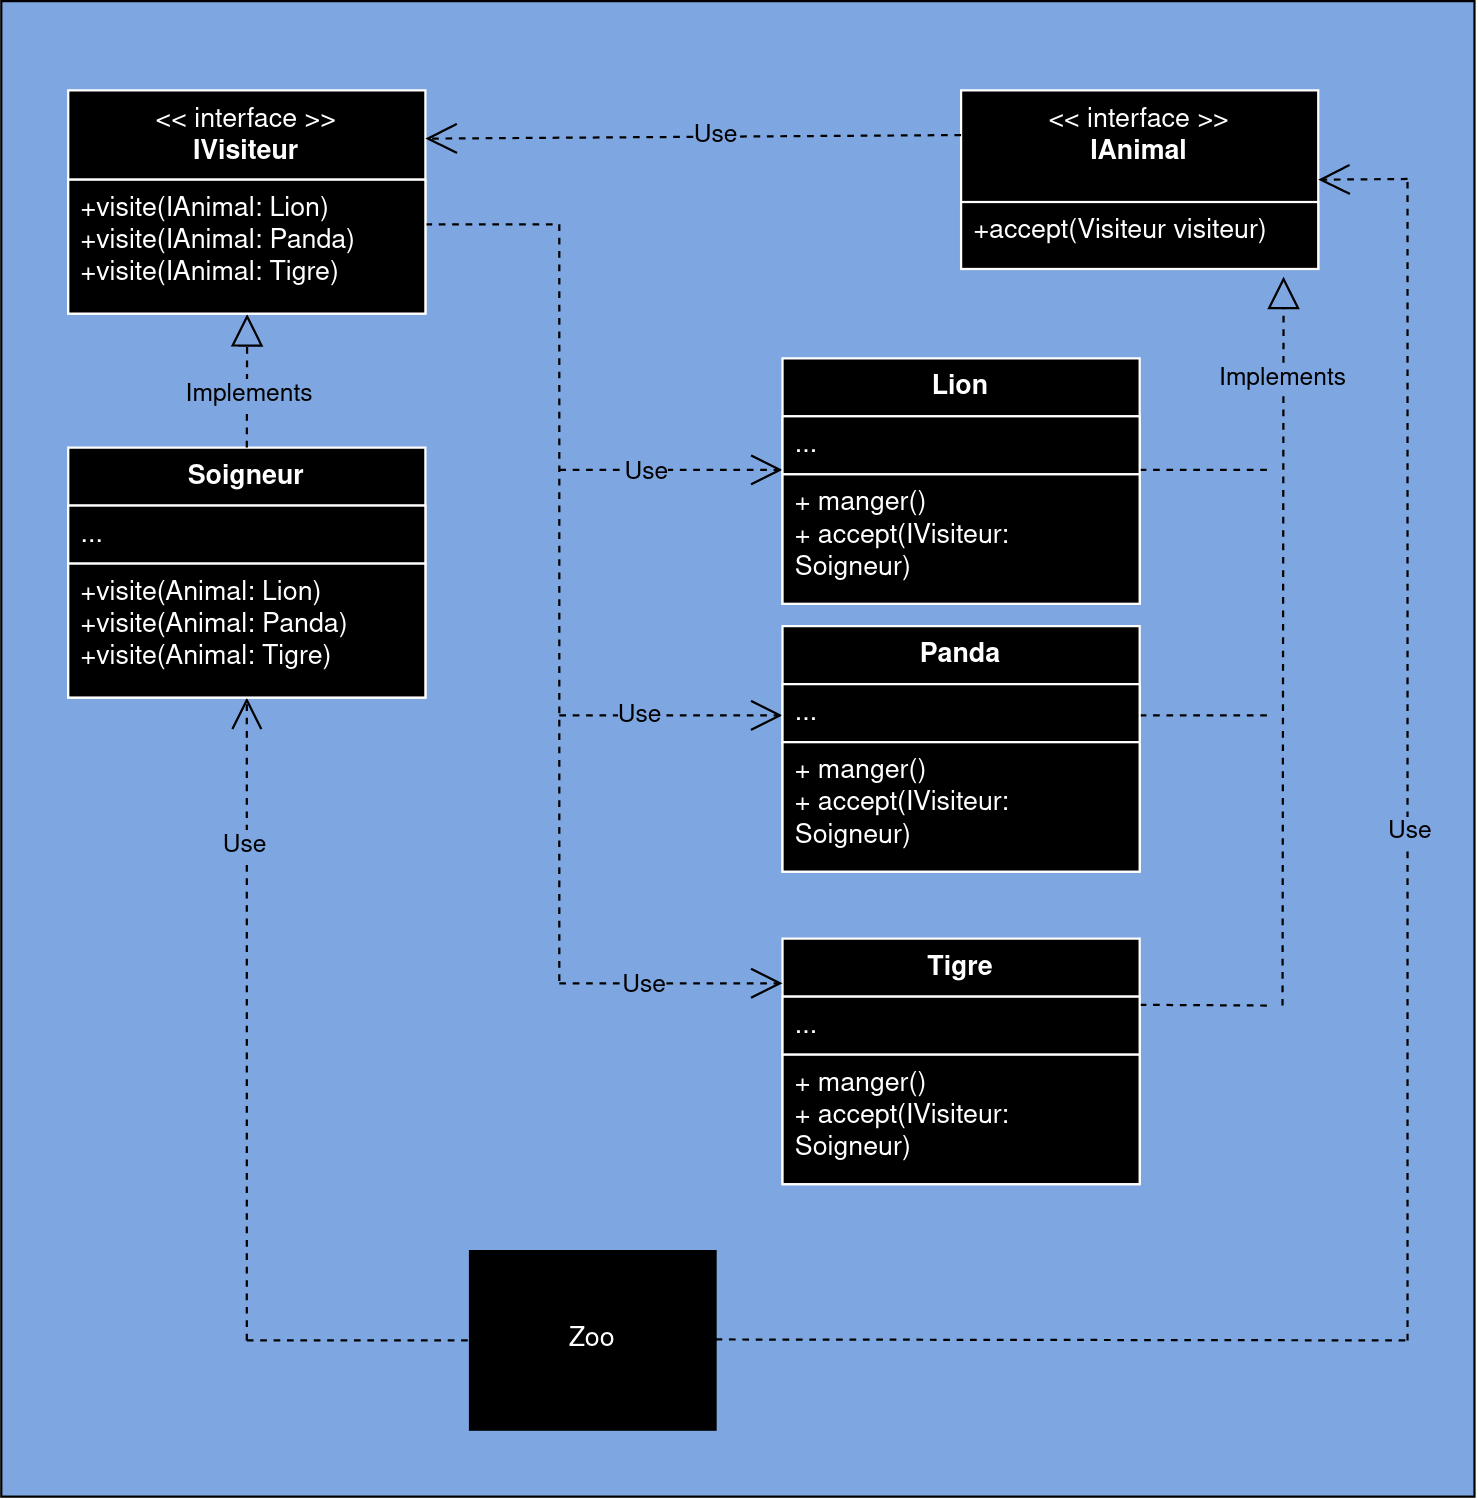 << interface >>
IVisiteur
+visite(IAnimal: Lion)
+visite(IAnimal: Panda)
+visite(IAnimal: Tigre)
Use
<< interface >>
IAnimal
+accept(Visiteur visiteur)
Implements
Implements
Soigneur
...
+visite(Animal: Lion)
+visite(Animal: Panda)
+visite(Animal: Tigre)
Use
Lion
...
+ manger()
+ accept(IVisiteur:
Soigneur)
Use
Panda
...
+ manger()
+ accept(IVisiteur:
Soigneur)
Use
Use
Use
Tigre
...
+ manger()
+ accept(IVisiteur:
Soigneur)
Zoo